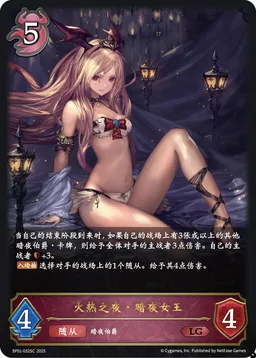 5
当自己的结束阶段到来时,如果自己的战场上有3张或以上的其他
暗夜伯爵·卡牌,则给予全体对手的主战者3点伤害。自己的主
战者+3。
入场曲 选择对手的战场上的1个随从。给予其4点伤害。
火热之夜·暗夜女王
4
随从 暗夜伯爵
LG
4
SP01-032SC 2025
© Cygames, Inc. Published by NetEase Games